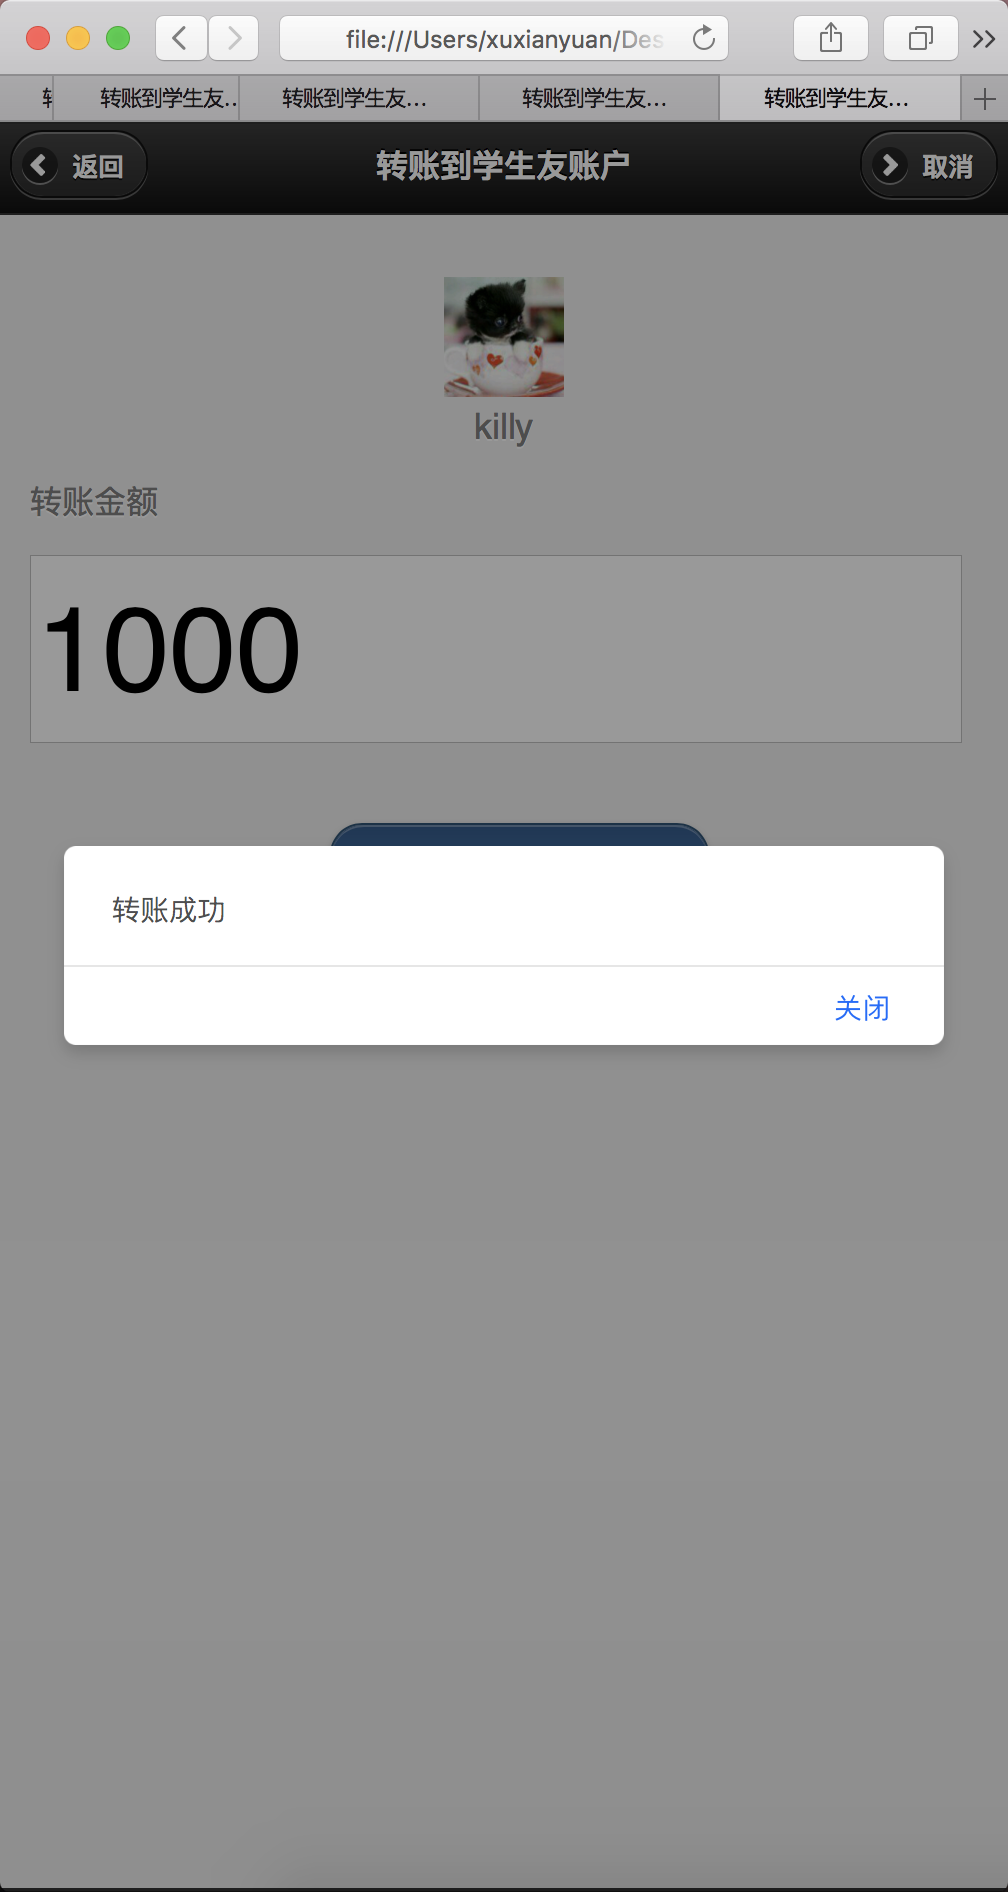 file:///Users/xuxianyuan/Des
转账到学生友…
转账到学生友…
转账到学生友…
转账到学生友…
返回
转账到学生友账户
取消
killy
转账金额
1000
转账成功
关闭